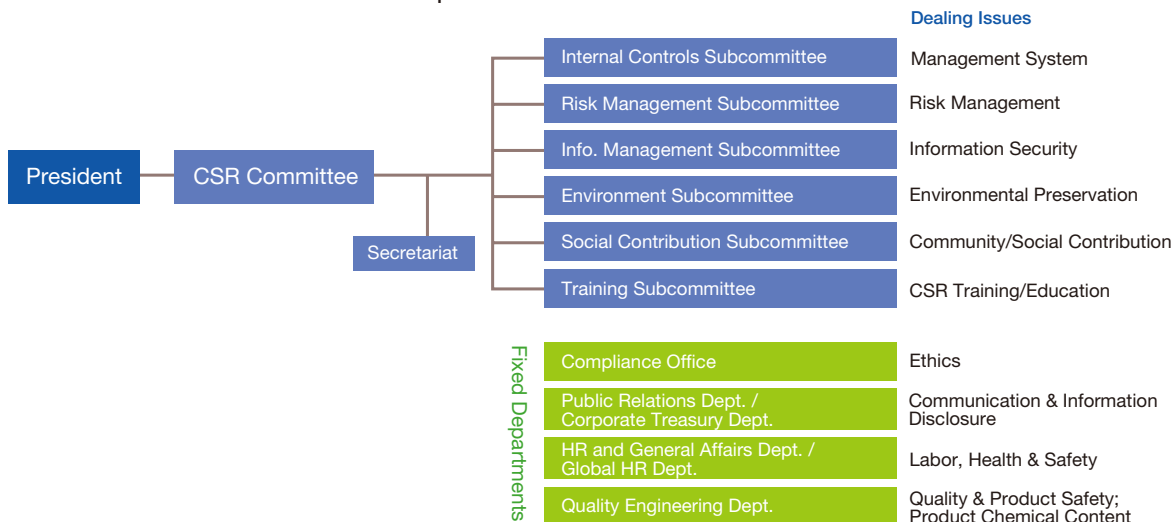 Dealing Issues
Internal Controls Subcommittee
Management System
Risk Management Subcommittee
Risk Management
Info. Management Subcommittee
Information Security
President
CSR Committee
Environment Subcommittee
Environmental Preservation
Secretariat
Social Contribution Subcommittee
Community/Social Contribution
Training Subcommittee
CSR Training/Education
Fixed Departments
Compliance Office
Ethics
Public Relations Dept. /
Corporate Treasury Dept.
Communication & Information
Disclosure
HR and General Affairs Dept. /
Global HR Dept.
Labor, Health & Safety
Quality Engineering Dept.
Quality & Product Safety;
Product Chemical Content